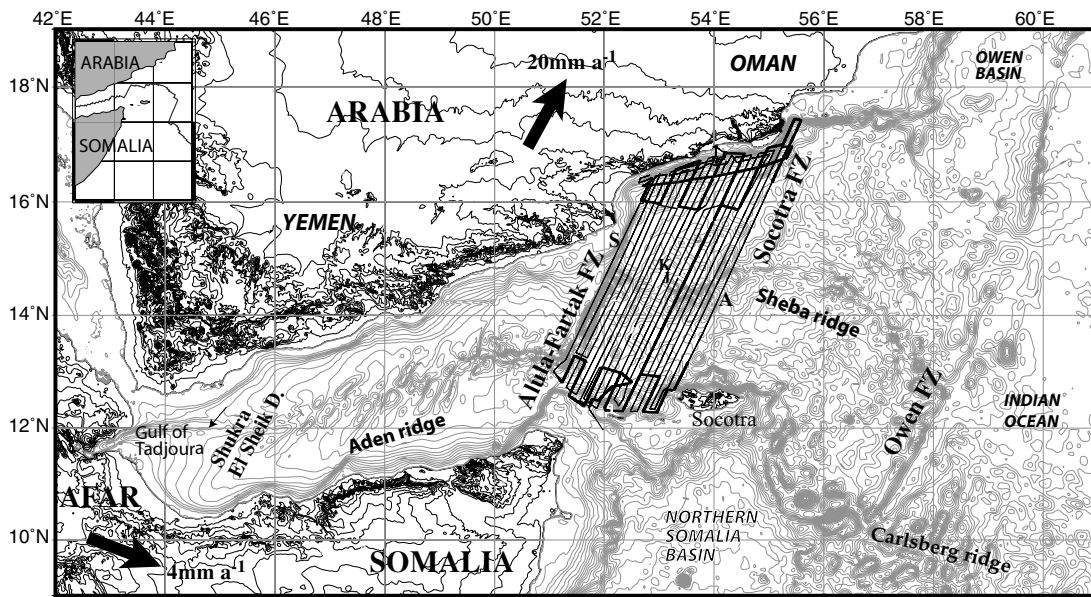 42°E 44°E 46°E 48°E 50°E 52°E 54°E 56°E 58°E 60°E
18°N
16°N
14°N
12°N
10°N
ARABIA
SOMALIA
20mm a-1
OMAN
OWEN
BASIN
ARABIA
YEMEN
Socotra FZ
Alula-Fartak FZ
Sheba ridge
Shukra
El Sheik D.
Gulf of
Tadjoura
Aden ridge
Socotra
Owen FZ
INDIAN
OCEAN
AFAR
4mm a-1
SOMALIA
NORTHERN
SOMALIA
BASIN
Carlsberg ridge